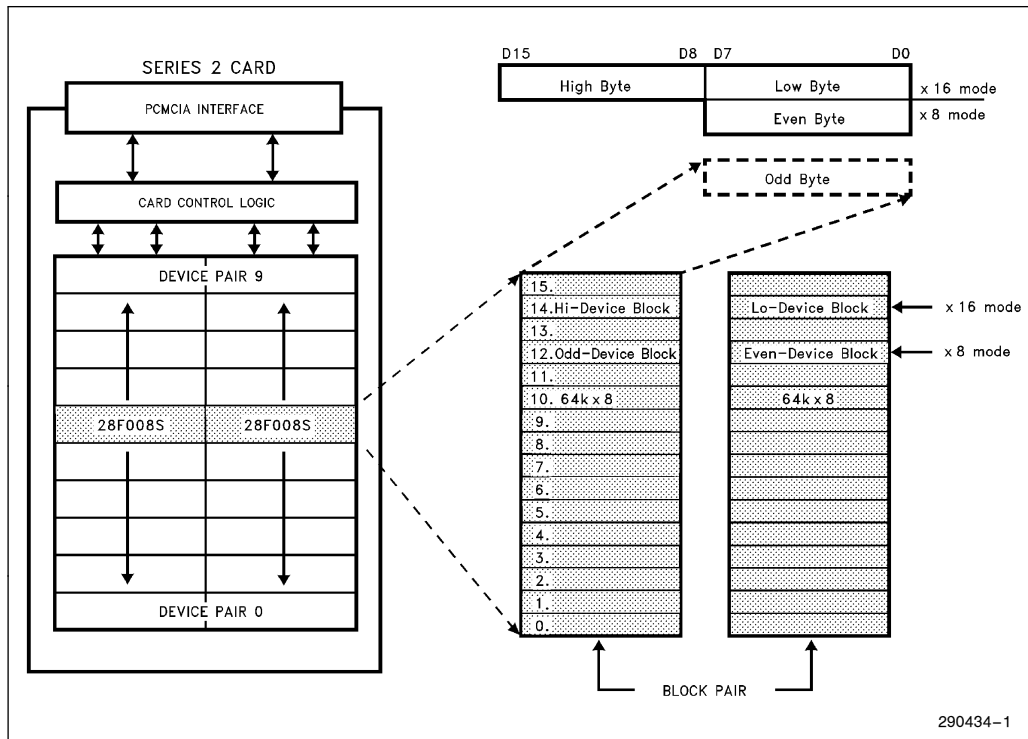 SERIES 2 CARD
PCMCIA INTERFACE
CARD CONTROL LOGIC
DEVICE PAIR 9
28F008S 28F008S
DEVICE PAIR 0
D15 D8 D7 D0
High Byte Low Byte x 16 mode
Even Byte x 8 mode
Odd Byte
15.
14. Hi-Device Block Lo-Device Block x 16 mode
13.
12. Odd-Device Block Even-Device Block x 8 mode
11.
10. 64k x 8 64k x 8
9.
8.
7.
6.
5.
4.
3.
2.
1.
0.
BLOCK PAIR
290434-1